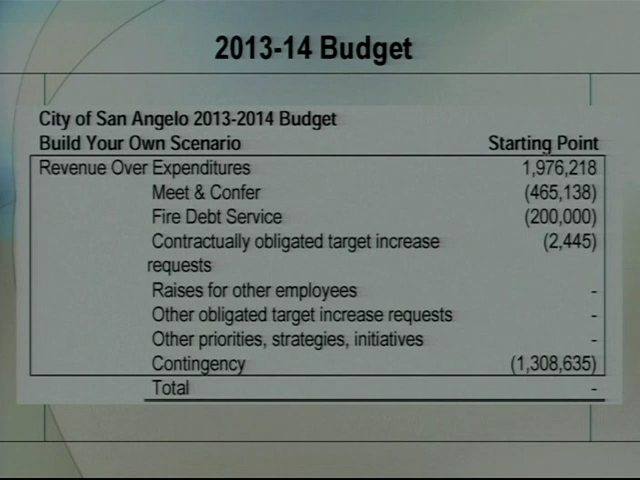 2013-14 Budget
City of San Angelo 2013-2014 Budget
Build Your Own Scenario Starting Point
Revenue Over Expenditures 1,976,218
Meet & Confer (465,138)
Fire Debt Service (200,000)
Contractually obligated target increase (2,445)
requests
Raises for other employees -
Other obligated target increase requests -
Other priorities, strategies, initiatives -
Contingency (1,308,635)
Total -